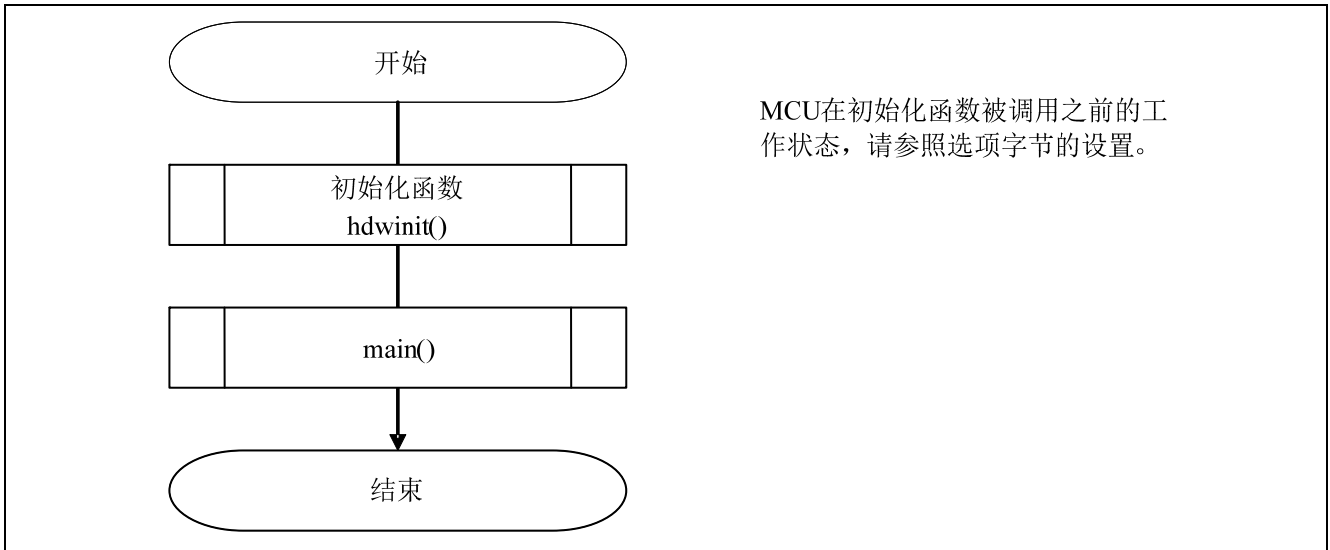 开始
初始化函数
hdwinit()
main()
结束
MCU在初始化函数被调用之前的工
作状态，请参照选项字节的设置。